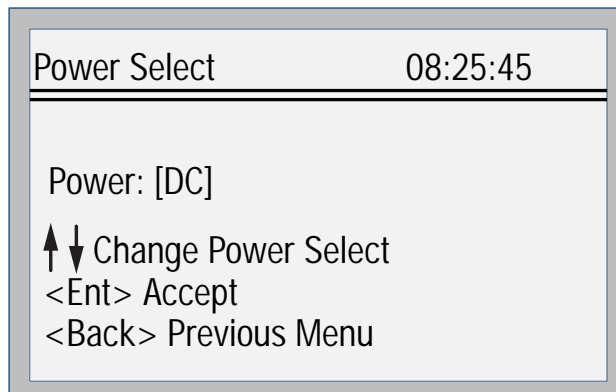 Power Select 08:25:45
Power: [DC]
Change Power Select
<Ent> Accept
<Back> Previous Menu